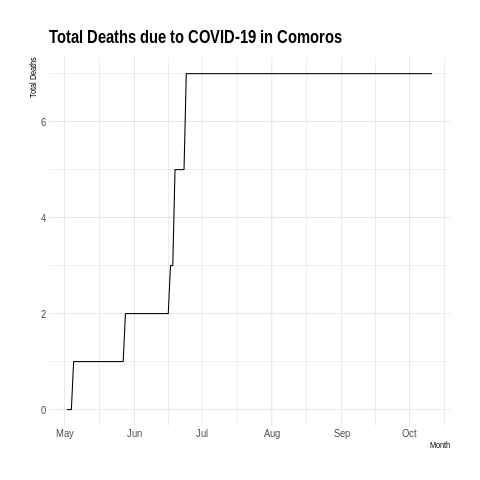 Total Deaths due to COVID-19 in Comoros
Total Deaths
6
4
2
0
May Jun Jul Aug Sep Oct
Month